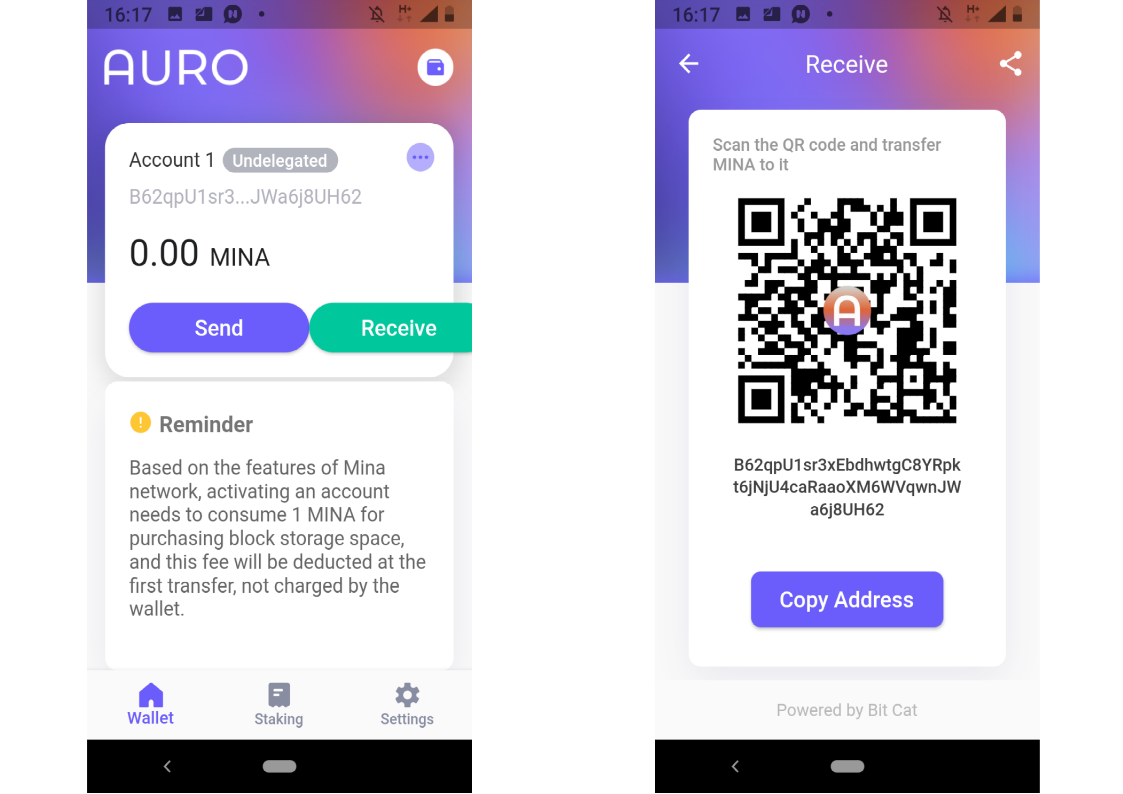 16:17
H+
AURO
Account 1 Undelegated
B62qpU1sr3...JWa6j8UH62
0.00 MINA
Send Receive
Reminder
Based on the features of Mina
network, activating an account
needs to consume 1 MINA for
purchasing block storage space,
and this fee will be deducted at the
first transfer, not charged by the
wallet.
Wallet Staking Settings
16:17
H+
Receive
Scan the QR code and transfer
MINA to it
A
B62qpU1sr3xEbdhwtgC8YRpk
t6jNjU4caRaaoXM6WVqwnJW
a6j8UH62
Copy Address
Powered by Bit Cat